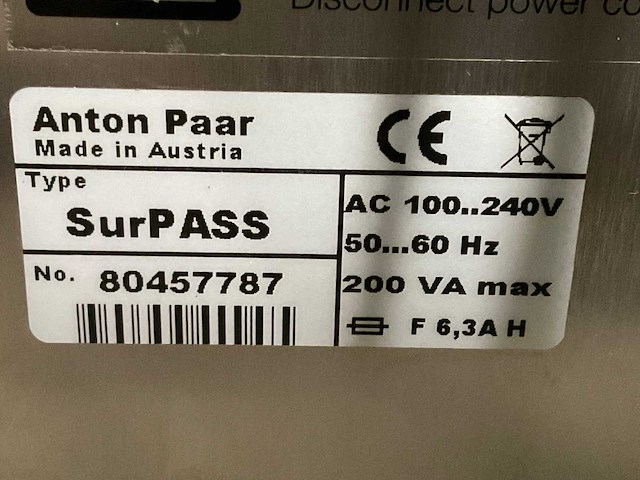 Disconnect power co
Anton Paar
Made in Austria
CE
Type
SurPASS
No. 80457787
AC 100..240V
50...60 Hz
200 VA max
F 6,3A H